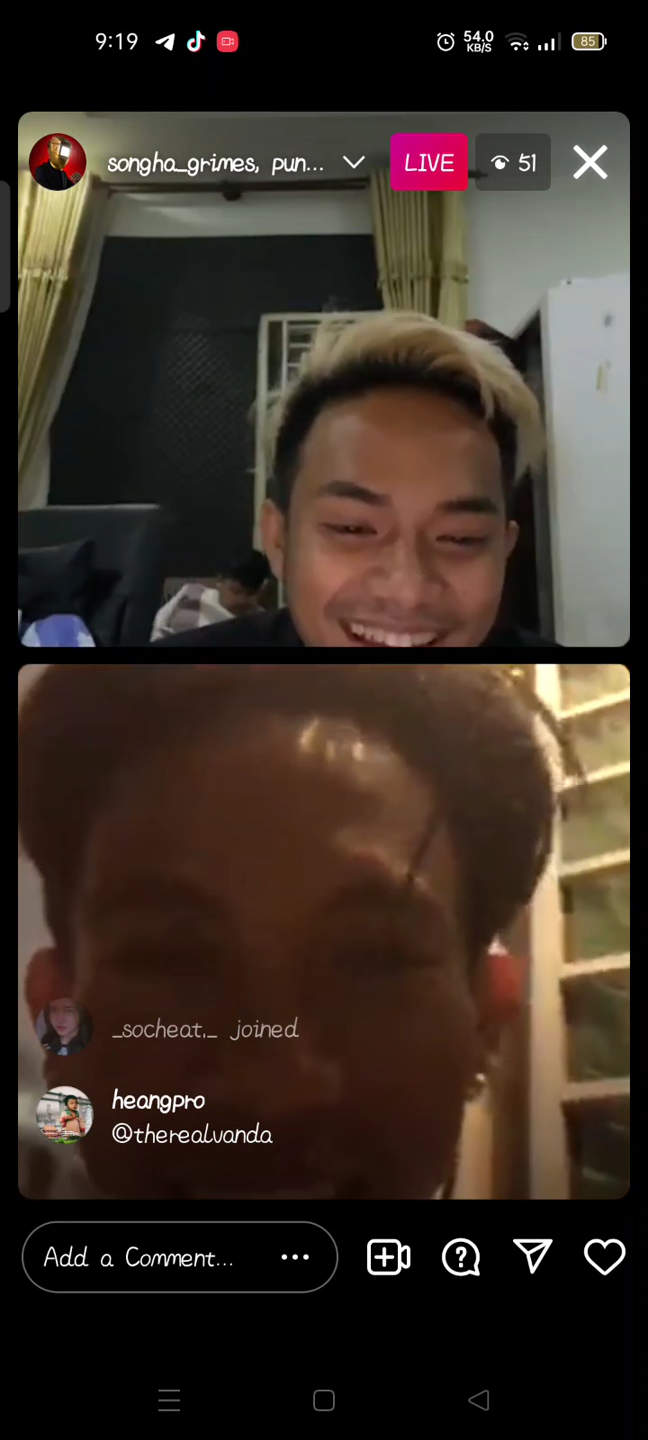 9:19
54.0
KB/S
85
songha_grimes, pun...
LIVE
51
_socheat._ joined
heangpro
@therealvanda
Add a Comment...